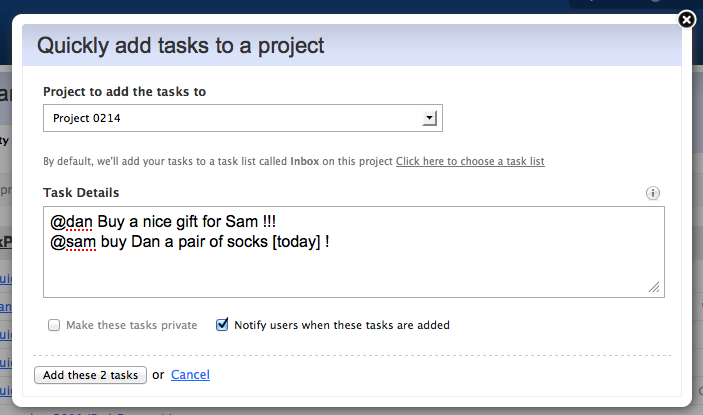 Quickly add tasks to a project
Project to add the tasks to
Project 0214
By default, we'll add your tasks to a task list called Inbox on this project Click here to choose a task list
Task Details
@dan Buy a nice gift for Sam !!!
@sam buy Dan a pair of socks [today] !
Make these tasks private
Notify users when these tasks are added
Add these 2 tasks or Cancel